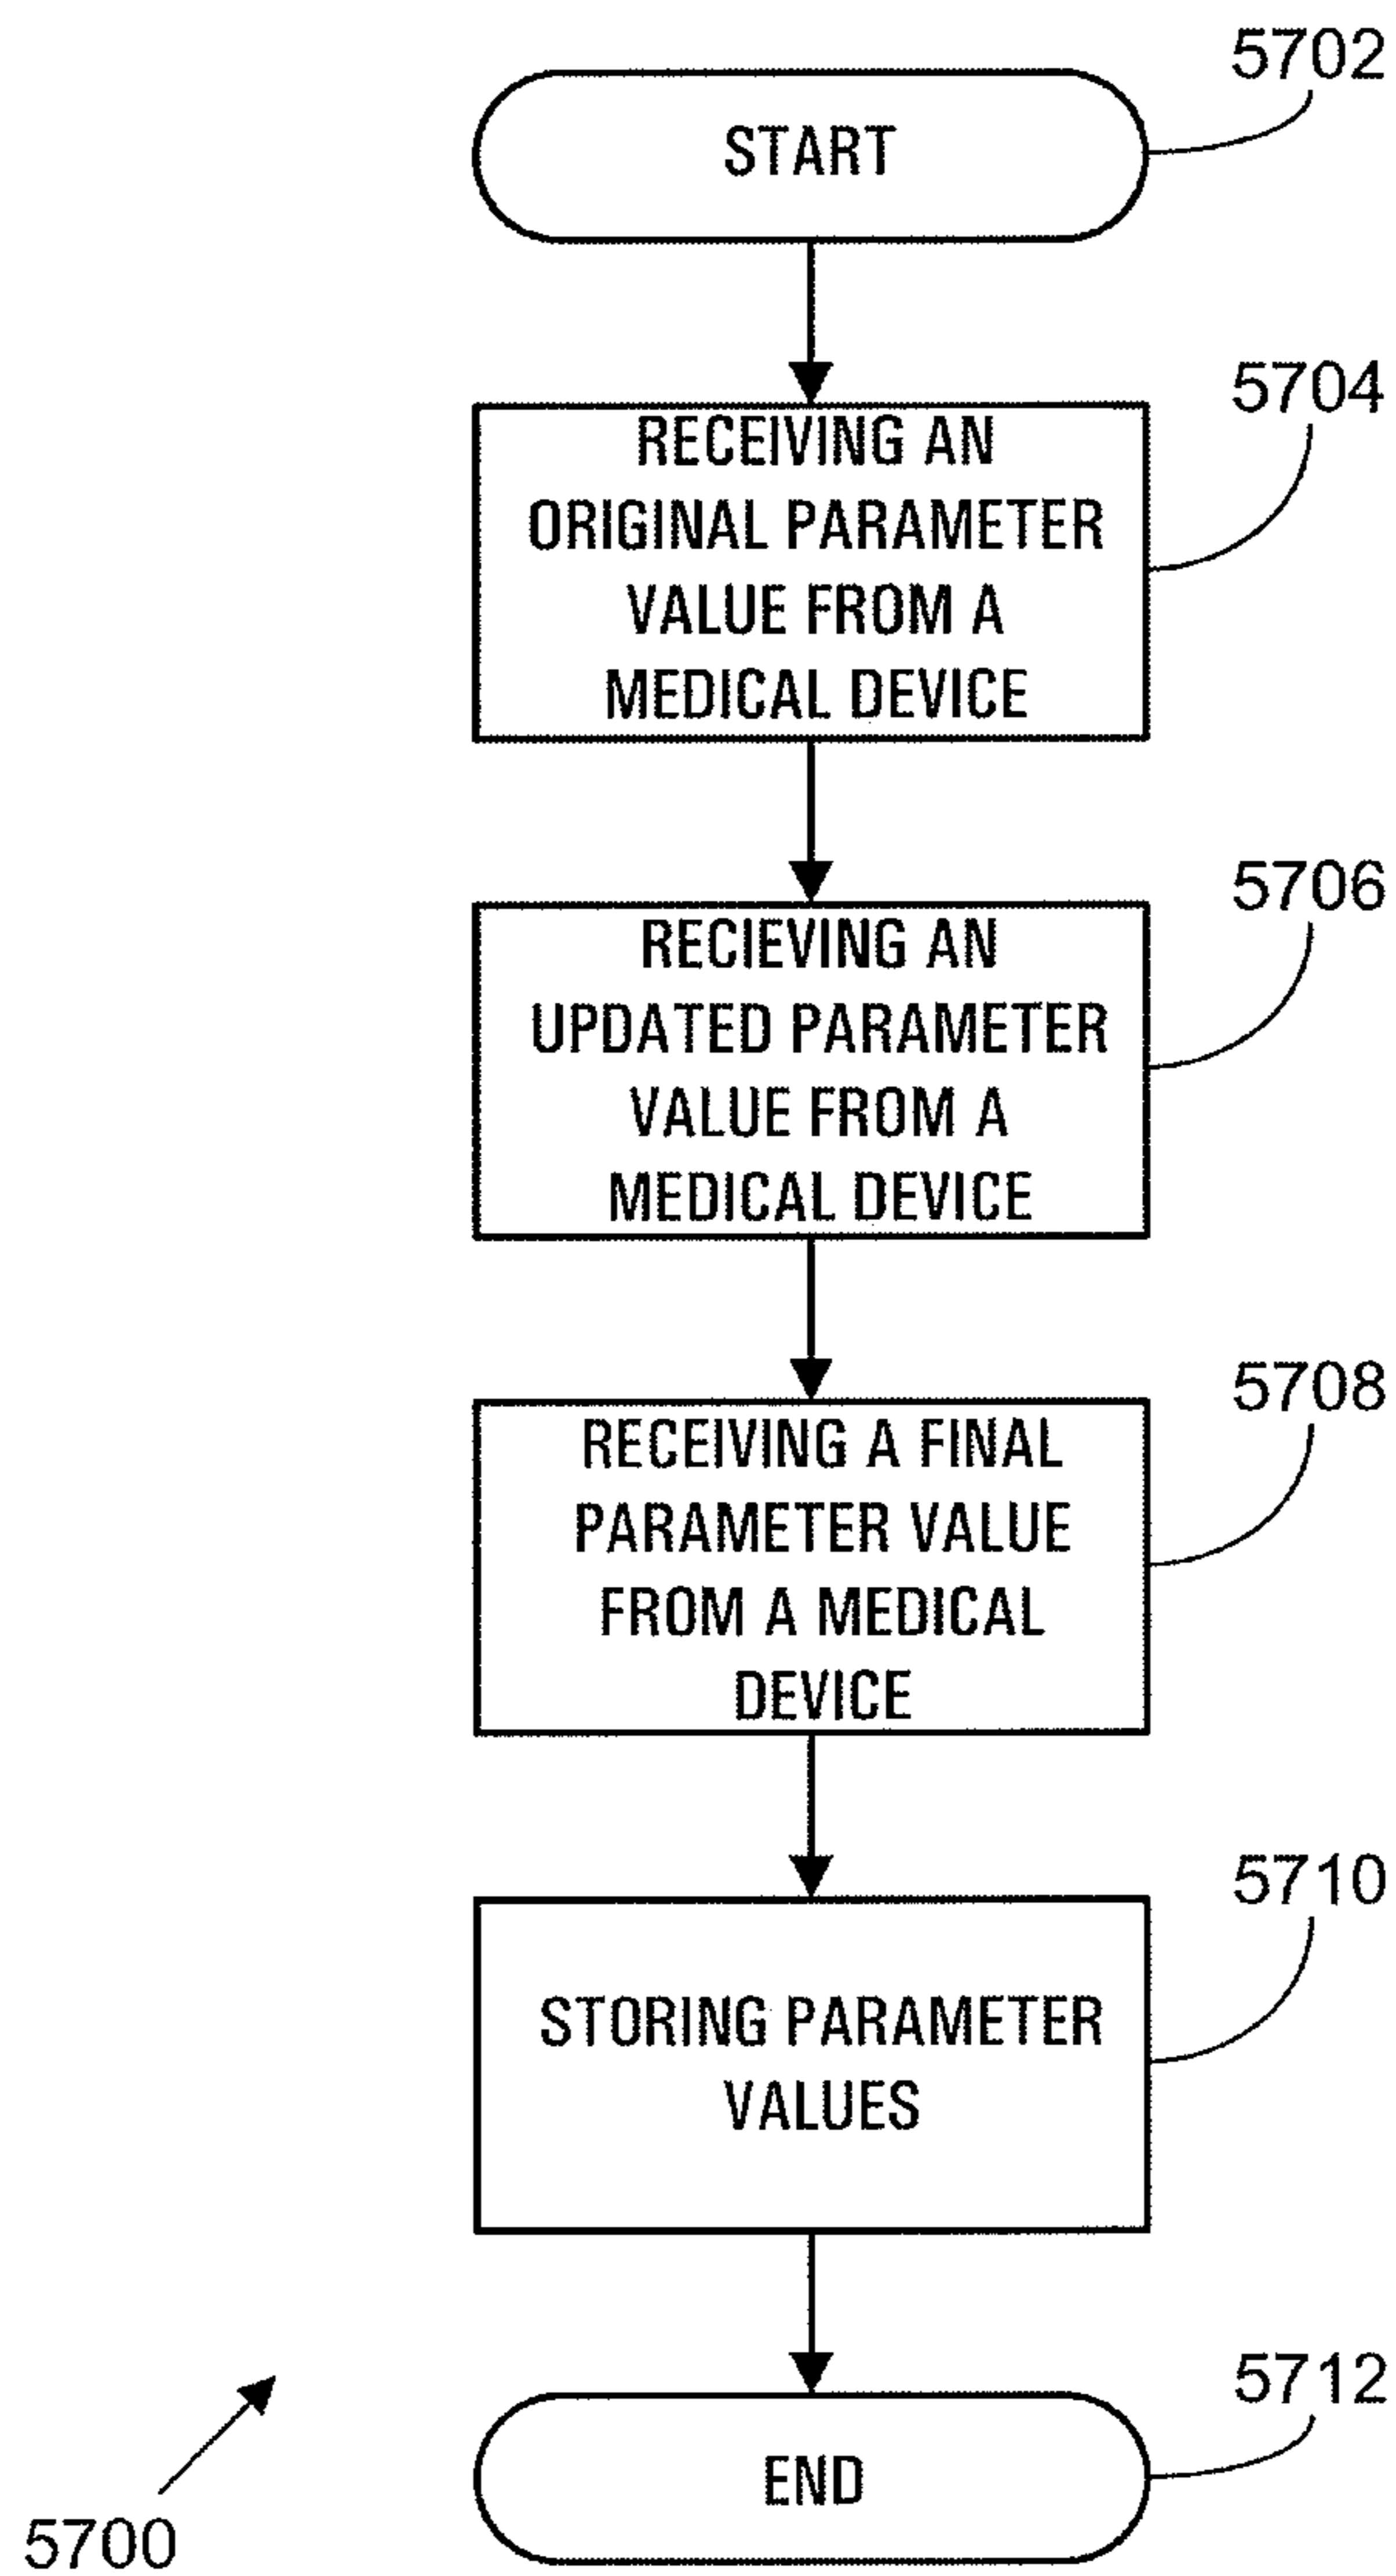 5702
START
5704
RECEIVING AN
ORIGINAL PARAMETER
VALUE FROM A
MEDICAL DEVICE
5706
RECIEVING AN
UPDATED PARAMETER
VALUE FROM A
MEDICAL DEVICE
5708
RECEIVING A FINAL
PARAMETER VALUE
FROM A MEDICAL
DEVICE
5710
STORING PARAMETER
VALUES
5712
END
5700